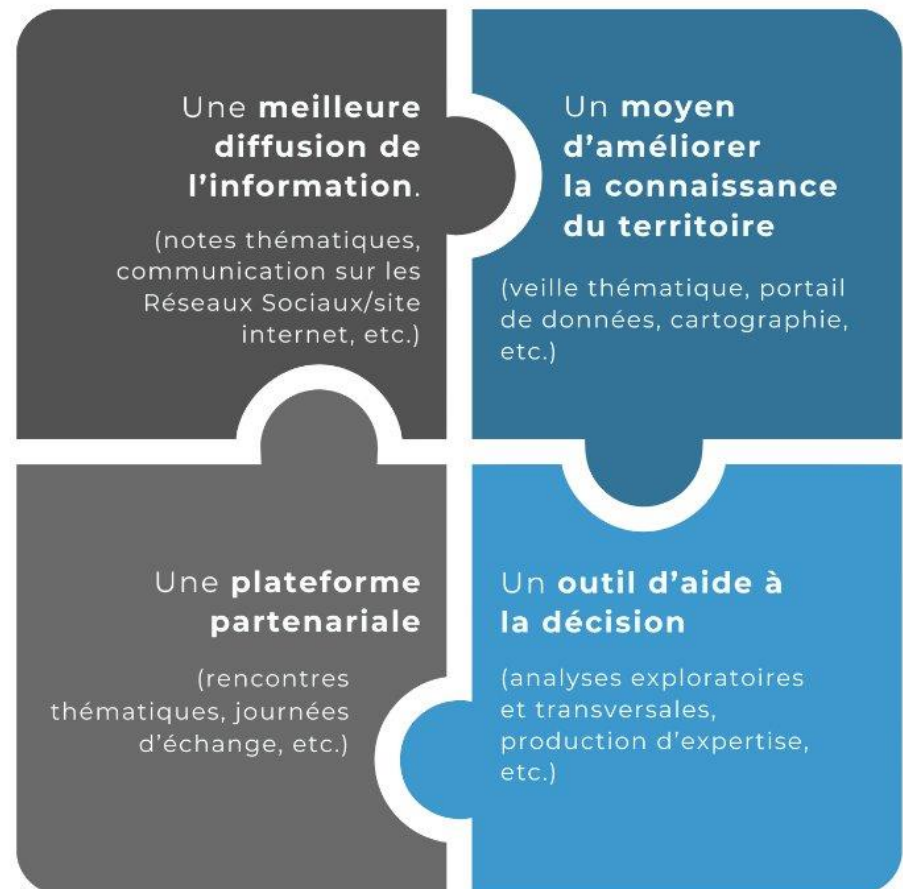 Une meilleure
diffusion de
l'information.
(notes thématiques,
communication sur les
Réseaux Sociaux/site
internet, etc.)
Un moyen
d'améliorer
la connaissance
du territoire
(veille thématique, portail
de données, cartographie,
etc.)
Une plateforme
partenariale
(rencontres
thématiques, journées
d'échange, etc.)
Un outil d'aide à
la décision
(analyses exploratoires
et transversales,
production d'expertise,
etc.)